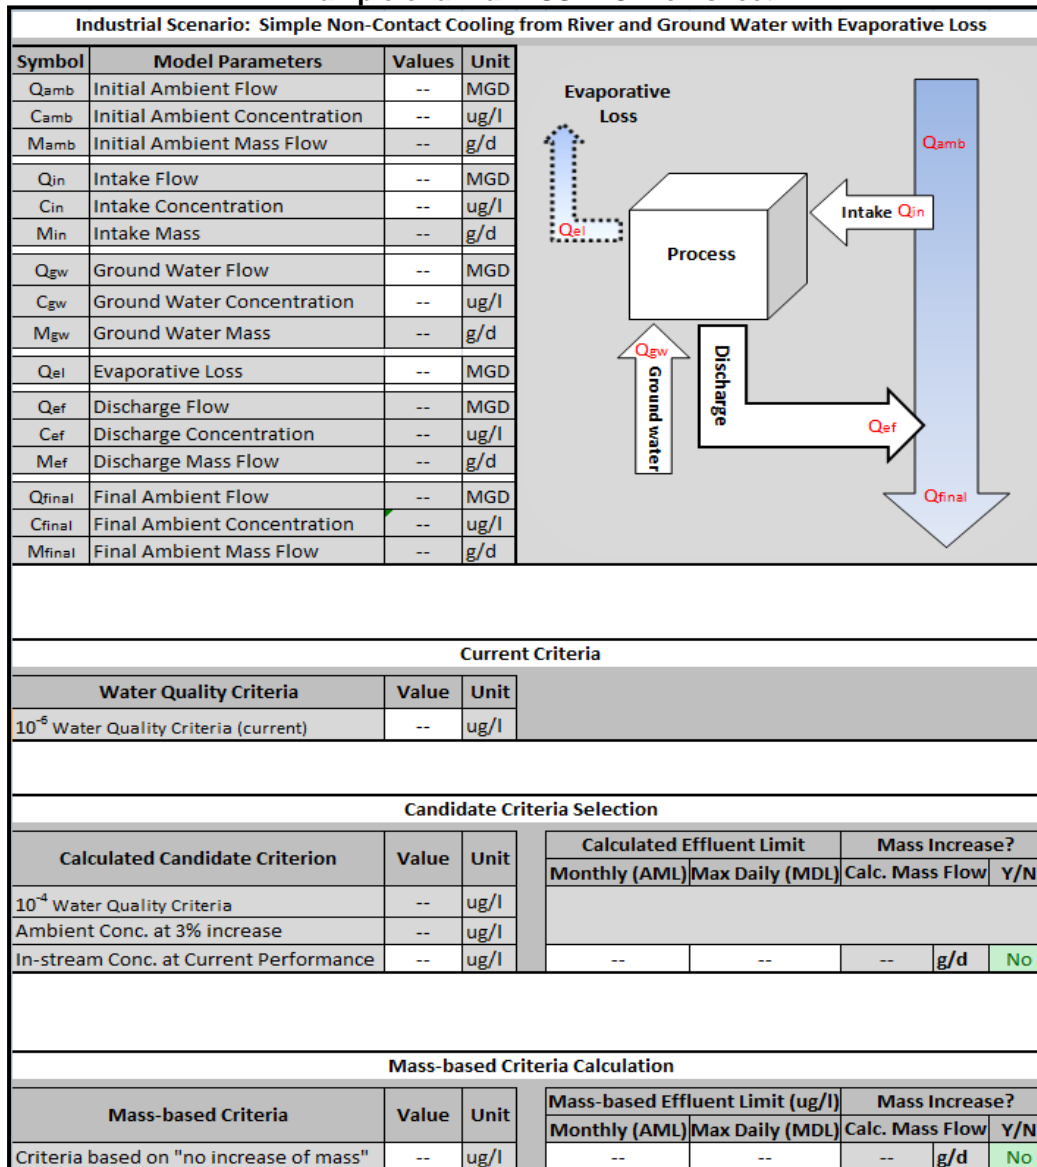 Industrial Scenario: Simple Non-Contact Cooling from River and Ground Water with Evaporative Loss
Symbol Model Parameters Values Unit
Qamb Initial Ambient Flow -- MGD
Camb Initial Ambient Concentration -- ug/l
Mamb Initial Ambient Mass Flow -- g/d
Qin Intake Flow -- MGD
Cin Intake Concentration -- ug/l
Min Intake Mass -- g/d
Qgw Ground Water Flow -- MGD
Cgw Ground Water Concentration -- ug/l
Mgw Ground Water Mass -- g/d
Qel Evaporative Loss -- MGD
Qef Discharge Flow -- MGD
Cef Discharge Concentration -- ug/l
Mef Discharge Mass Flow -- g/d
Qfinal Final Ambient Flow -- MGD
Cfinal Final Ambient Concentration -- ug/l
Mfinal Final Ambient Mass Flow -- g/d
Evaporative
Loss
Qamb
Intake Qin
Qel
Process
Qgw
Ground water
Discharge
Qef
Qfinal
Current Criteria
Water Quality Criteria Value Unit
10⁻⁶ Water Quality Criteria (current) -- ug/l
Candidate Criteria Selection
Calculated Candidate Criterion Value Unit
Calculated Effluent Limit Mass Increase?
Monthly (AML) Max Daily (MDL) Calc. Mass Flow Y/N
10⁻⁴ Water Quality Criteria -- ug/l
Ambient Conc. at 3% increase -- ug/l
In-stream Conc. at Current Performance -- ug/l -- -- -- g/d No
Mass-based Criteria Calculation
Mass-based Criteria Value Unit
Mass-based Effluent Limit (ug/l) Mass Increase?
Monthly (AML) Max Daily (MDL) Calc. Mass Flow Y/N
Criteria based on "no increase of mass" -- ug/l -- -- -- g/d No